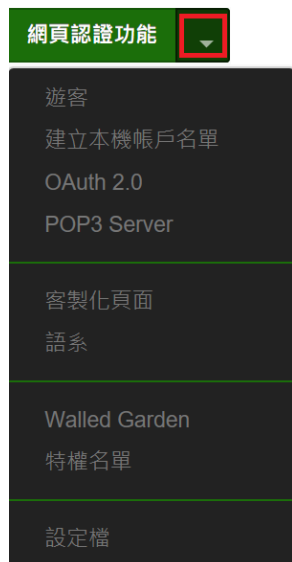 網頁認證功能
遊客
建立本機帳戶名單
OAuth 2.0
POP3 Server
客製化頁面
語系
Walled Garden
特權名單
設定檔